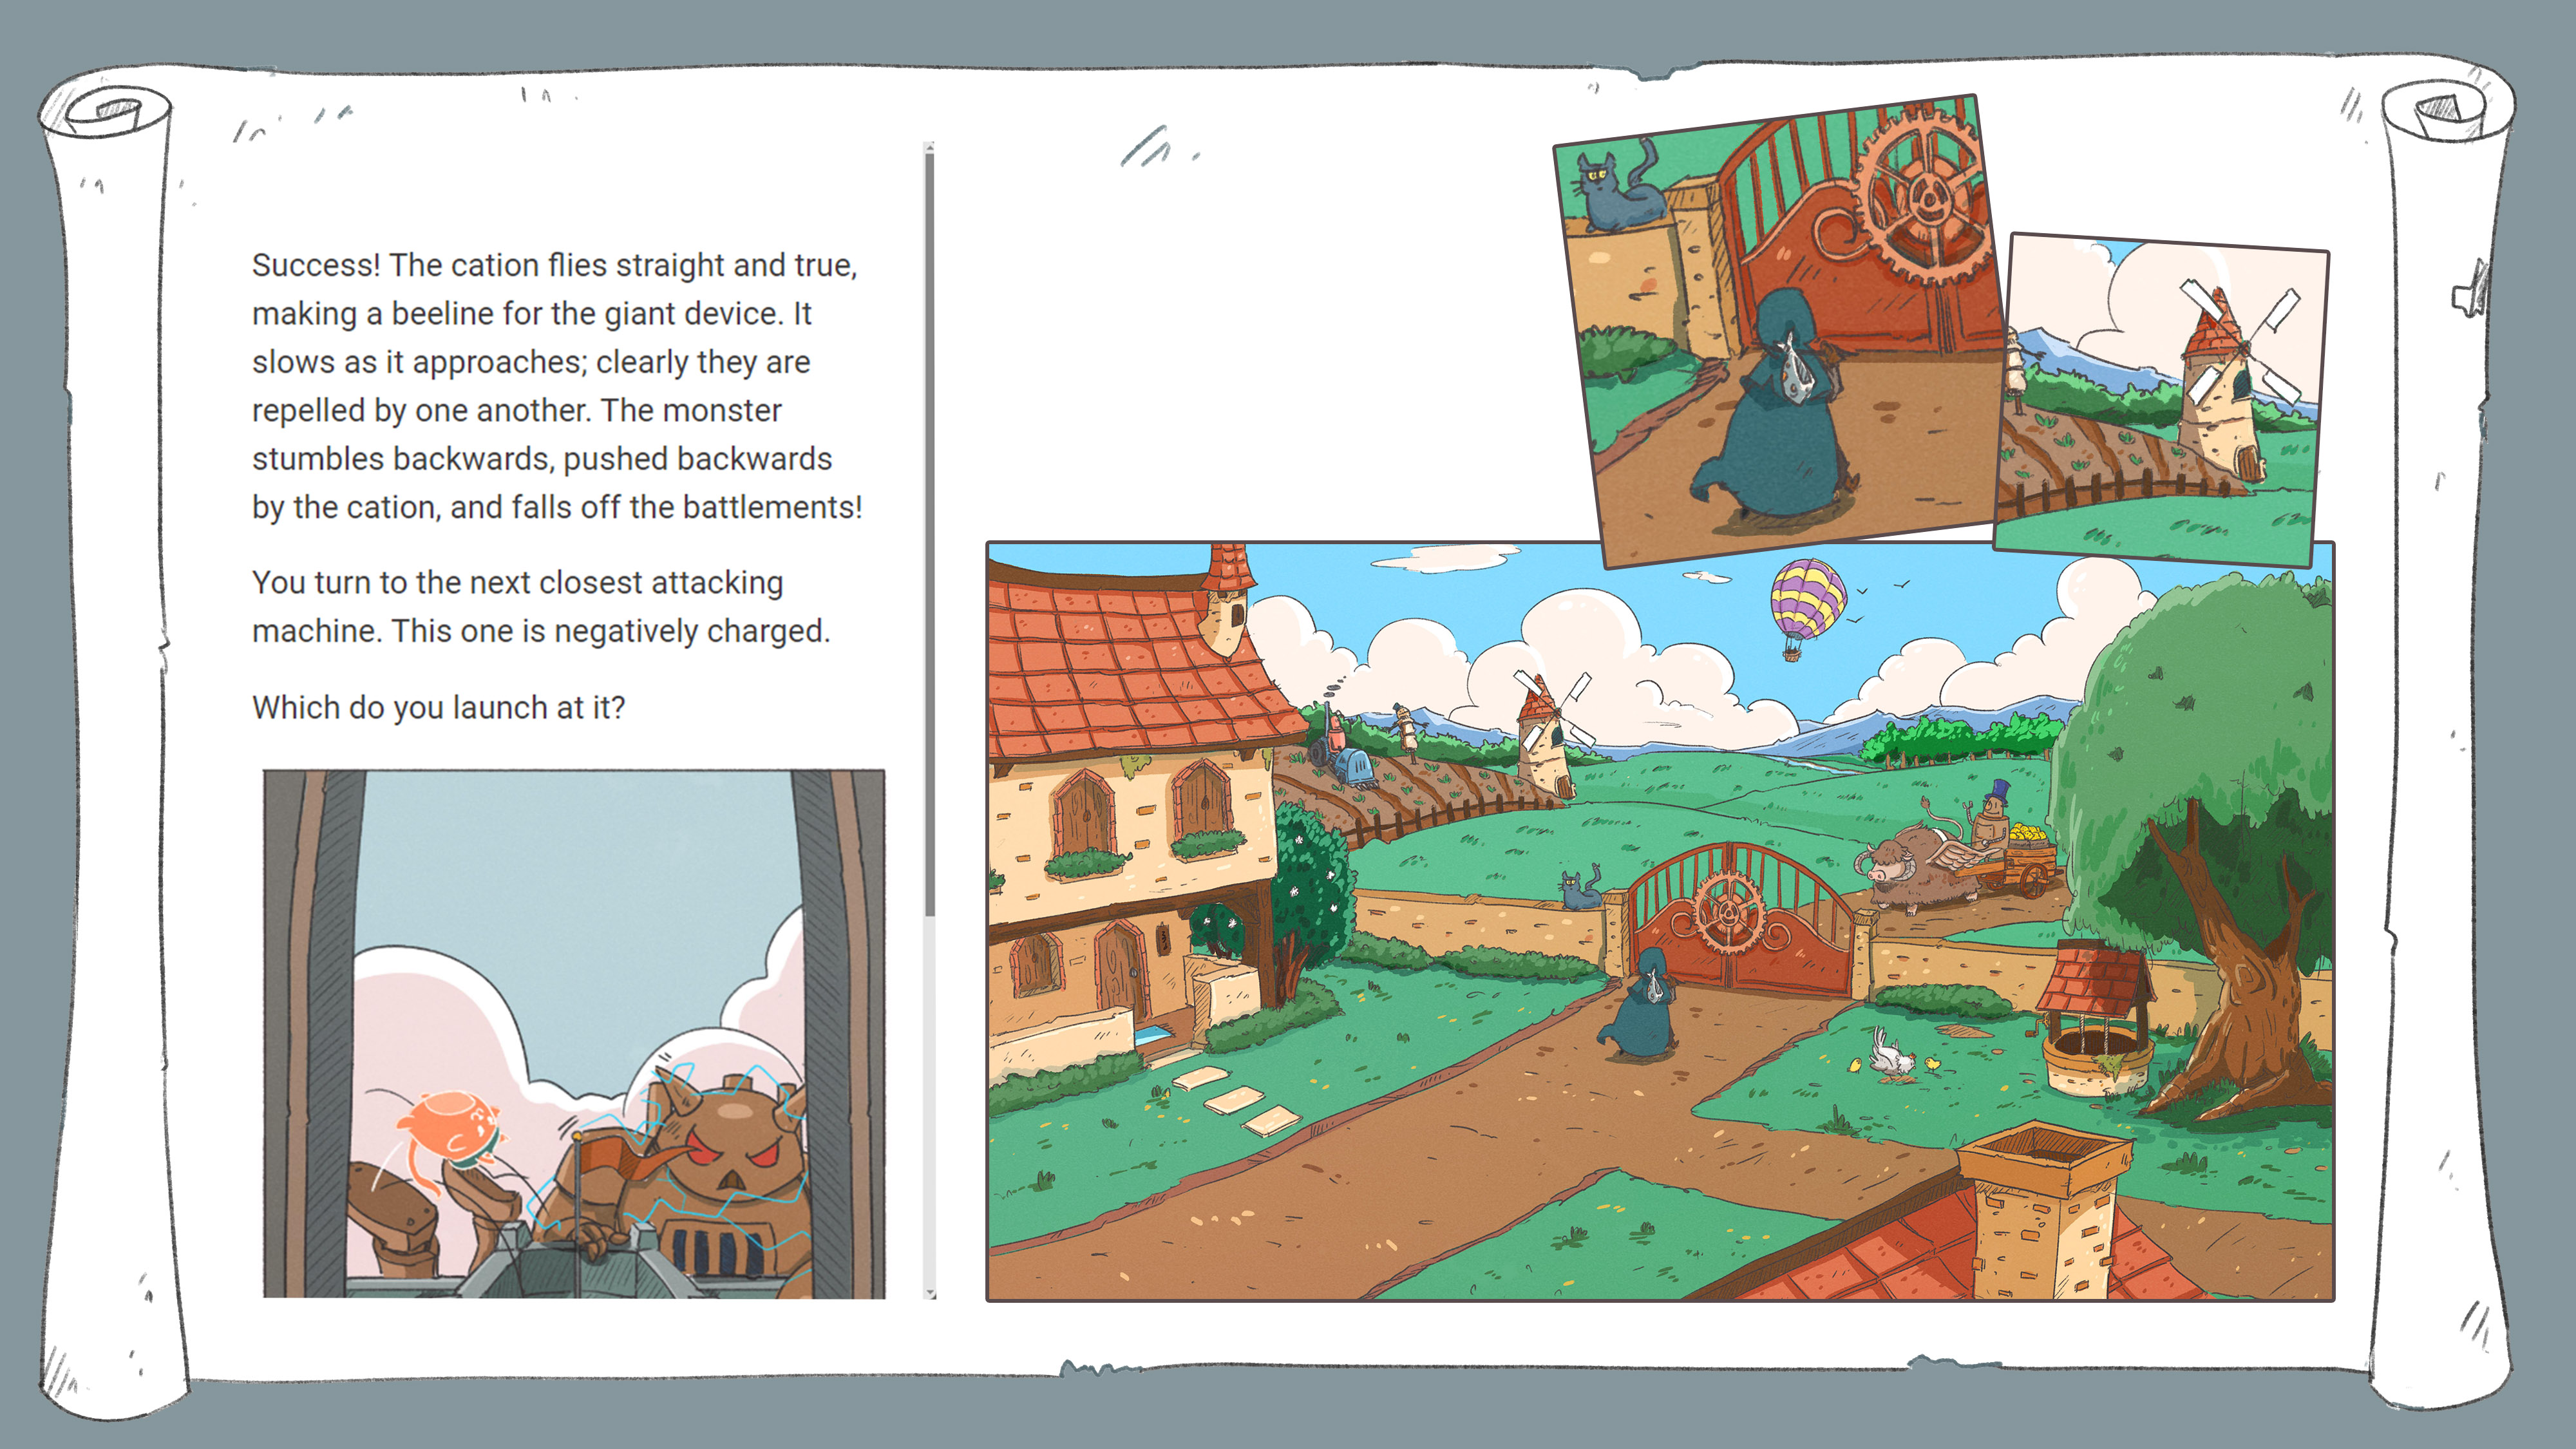 Success! The cation flies straight and true,
making a beeline for the giant device. It
slows as it approaches; clearly they are
repelled by one another. The monster
stumbles backwards, pushed backwards
by the cation, and falls off the battlements!
You turn to the next closest attacking
machine. This one is negatively charged.
Which do you launch at it?